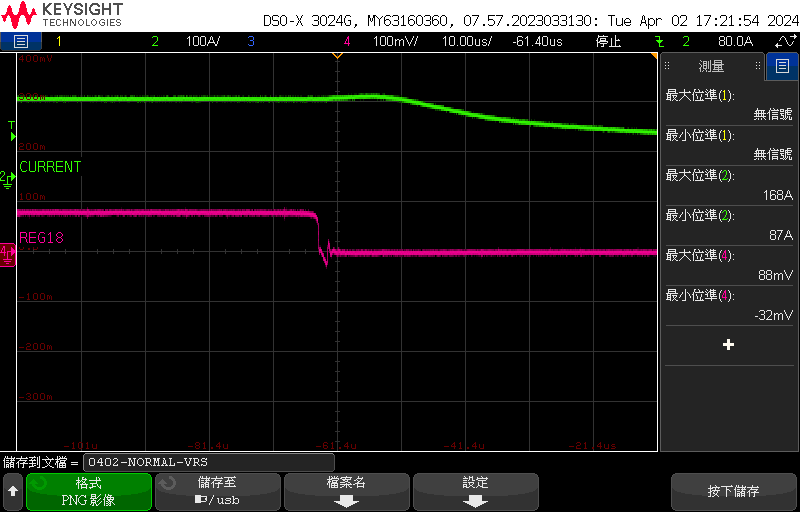 KEYSIGHT
TECHNOLOGIES
DSO-X 3024G, MY63160360, 07.57.2023033130: Tue Apr 02 17:21:54 2024
1 2 100A/ 3 4 100mV/ 10.00us/ -61.40us 停止 2 80.0A
400mV
300m
200m
100m
-100m
-200m
-300m
T
CURRENT
2
REG18
4
-101u -81.4u -61.4u -41.4u -21.4us
測量
最大位準(1):
無信號
最小位準(1):
無信號
最大位準(2):
168A
最小位準(2):
87A
最大位準(4):
88mV
最小位準(4):
-32mV
儲存到文檔 = 0402-NORMAL-VRS
格式
PNG 影像
儲存至
/usb
檔案名
設定
按下儲存